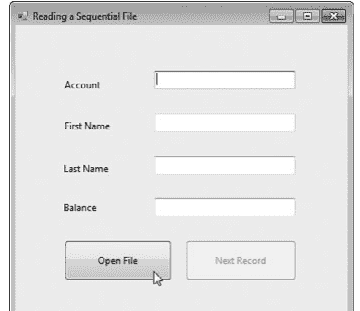 Reading a Sequential File
Account
First Name
Last Name
Balance
Open File
Next Record